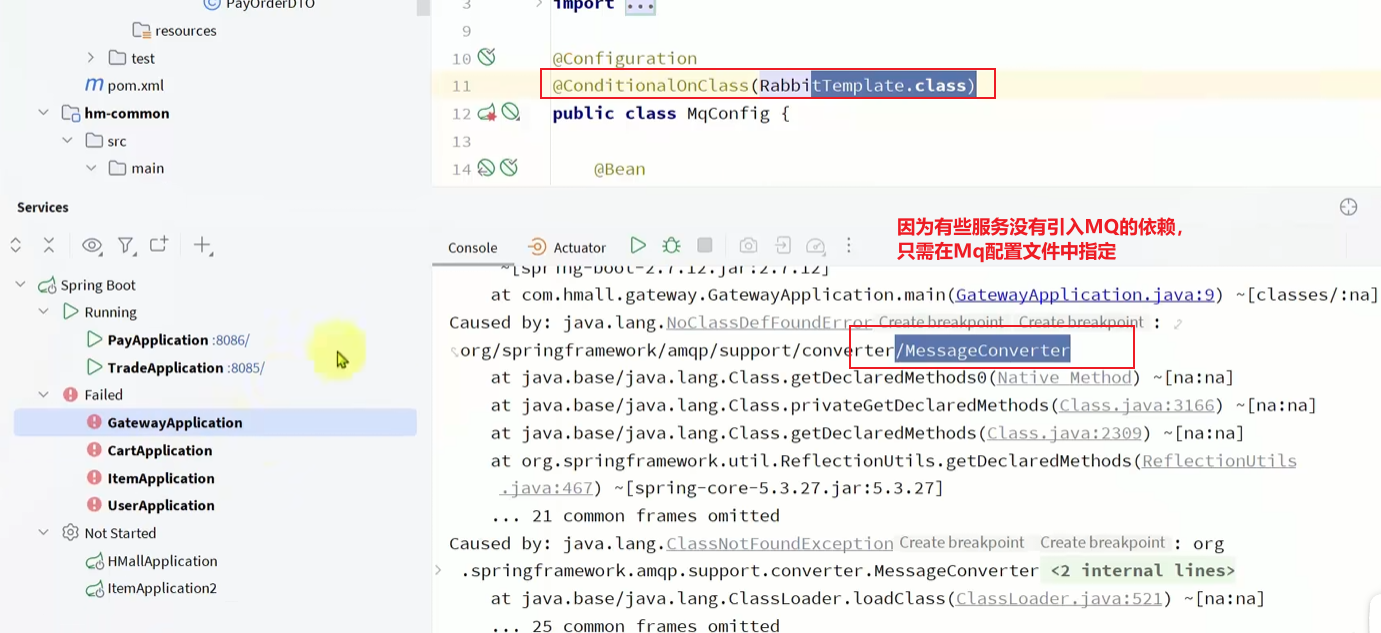 PayOrderDTO
resources
test
pom.xml
hm-common
src
main
3 import ...
9
10 @Configuration
11 @ConditionalOnClass(RabbitTemplate.class)
12 public class MqConfig {
13
14 @Bean
Services
Spring Boot
Running
PayApplication :8086/
TradeApplication :8085/
Failed
GatewayApplication
CartApplication
ItemApplication
UserApplication
Not Started
HMallApplication
ItemApplication2
Console Actuator
因为有些服务没有引入MQ的依赖，
只需在Mq配置文件中指定
~[spring-boot-2.7.12.jar:2.7.12]
at com.hmall.gateway.GatewayApplication.main(GatewayApplication.java:9) ~[classes/:na]
Caused by: java.lang.NoClassDefFoundError Create breakpoint Create breakpoint :
org/springframework/amqp/support/converter/MessageConverter
at java.base/java.lang.Class.getDeclaredMethods0(Native Method) ~[na:na]
at java.base/java.lang.Class.privateGetDeclaredMethods(Class.java:3166) ~[na:na]
at java.base/java.lang.Class.getDeclaredMethods(Class.java:2309) ~[na:na]
at org.springframework.util.ReflectionUtils.getDeclaredMethods(ReflectionUtils
.java:467) ~[spring-core-5.3.27.jar:5.3.27]
... 21 common frames omitted
Caused by: java.lang.ClassNotFoundException Create breakpoint Create breakpoint : org
.springframework.amqp.support.converter.MessageConverter <2 internal lines>
at java.base/java.lang.ClassLoader.loadClass(ClassLoader.java:521) ~[na:na]
... 25 common frames omitted